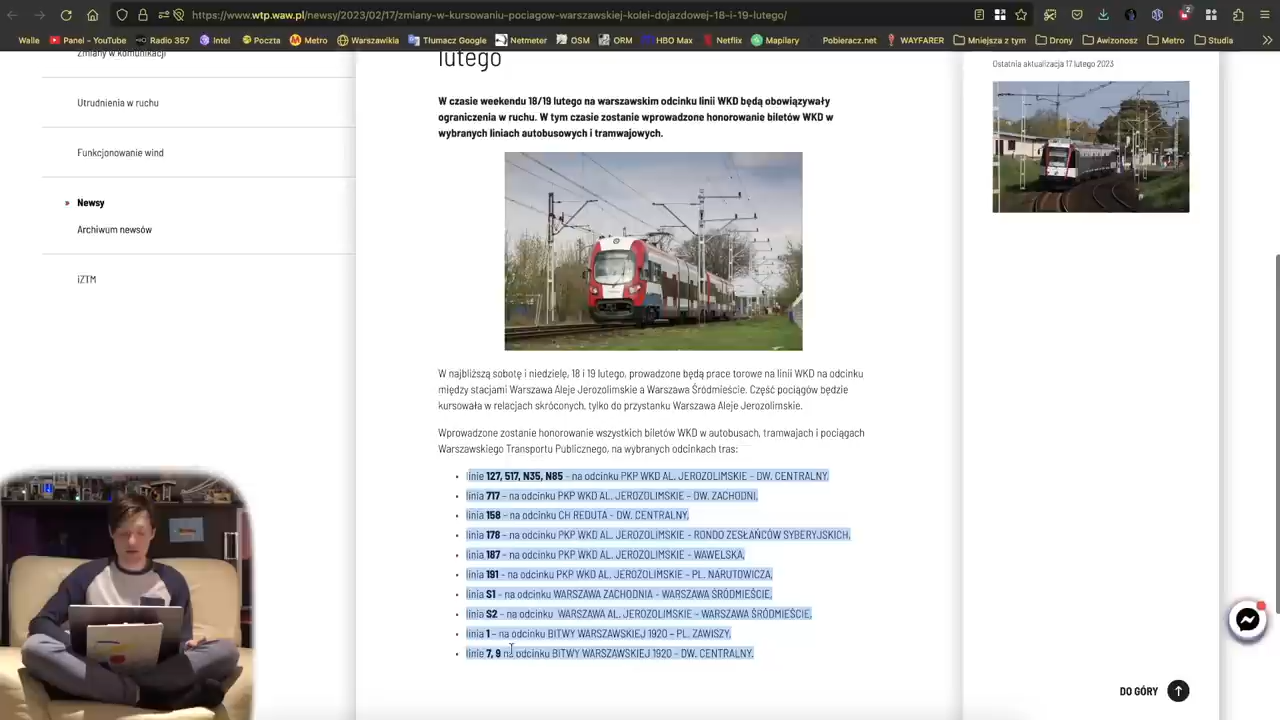 https://www.wtp.waw.pl/newsy/2023/02/17/zmiany-w-kursowaniu-pociagow-warszawskiej-kolei-dojazdowej-18-i-19-lutego/
2
Walle Panel - YouTube Radio 357 Intel Poczta Metro Warszawikia Tłumacz Google Netmeter OSM ORM HBO Max Netflix Mapilary Pobieracz.net WAYFARER Mniejsza z tym Drony Awizonosz Metro Studia
Zmiany w komunikacji
Utrudnienia w ruchu
Funkcjonowanie wind
» Newsy
Archiwum newsów
iZTM
lutego
W czasie weekendu 18/19 lutego na warszawskim odcinku linii WKD będą obowiązywały
ograniczenia w ruchu. W tym czasie zostanie wprowadzone honorowanie biletów WKD w
wybranych liniach autobusowych i tramwajowych.
W najbliższą sobotę i niedzielę, 18 i 19 lutego, prowadzone będą prace torowe na linii WKD na odcinku
między stacjami Warszawa Aleje Jerozolimskie a Warszawa Śródmieście. Część pociągów będzie
kursowała w relacjach skróconych, tylko do przystanku Warszawa Aleje Jerozolimskie.
Wprowadzone zostanie honorowanie wszystkich biletów WKD w autobusach, tramwajach i pociągach
Warszawskiego Transportu Publicznego, na wybranych odcinkach tras:
• linie 127, 517, N35, N85 – na odcinku PKP WKD AL. JEROZOLIMSKIE – DW. CENTRALNY,
• linia 717 – na odcinku PKP WKD AL. JEROZOLIMSKIE – DW. ZACHODNI,
• linia 158 – na odcinku CH REDUTA – DW. CENTRALNY,
• linia 178 – na odcinku PKP WKD AL. JEROZOLIMSKIE – RONDO ZESŁAŃCÓW SYBERYJSKICH,
• linia 187 – na odcinku PKP WKD AL. JEROZOLIMSKIE – WAWELSKA,
• linia 191 – na odcinku PKP WKD AL. JEROZOLIMSKIE – PL. NARUTOWICZA,
• linia S1 – na odcinku WARSZAWA ZACHODNIA – WARSZAWA ŚRÓDMIEŚCIE,
• linia S2 – na odcinku WARSZAWA AL. JEROZOLIMSKIE – WARSZAWA ŚRÓDMIEŚCIE,
• linia 1 – na odcinku BITWY WARSZAWSKIEJ 1920 – PL. ZAWISZY,
• linie 7, 9 na odcinku BITWY WARSZAWSKIEJ 1920 – DW. CENTRALNY.
Ostatnia aktualizacja 17 lutego 2023
DO GÓRY